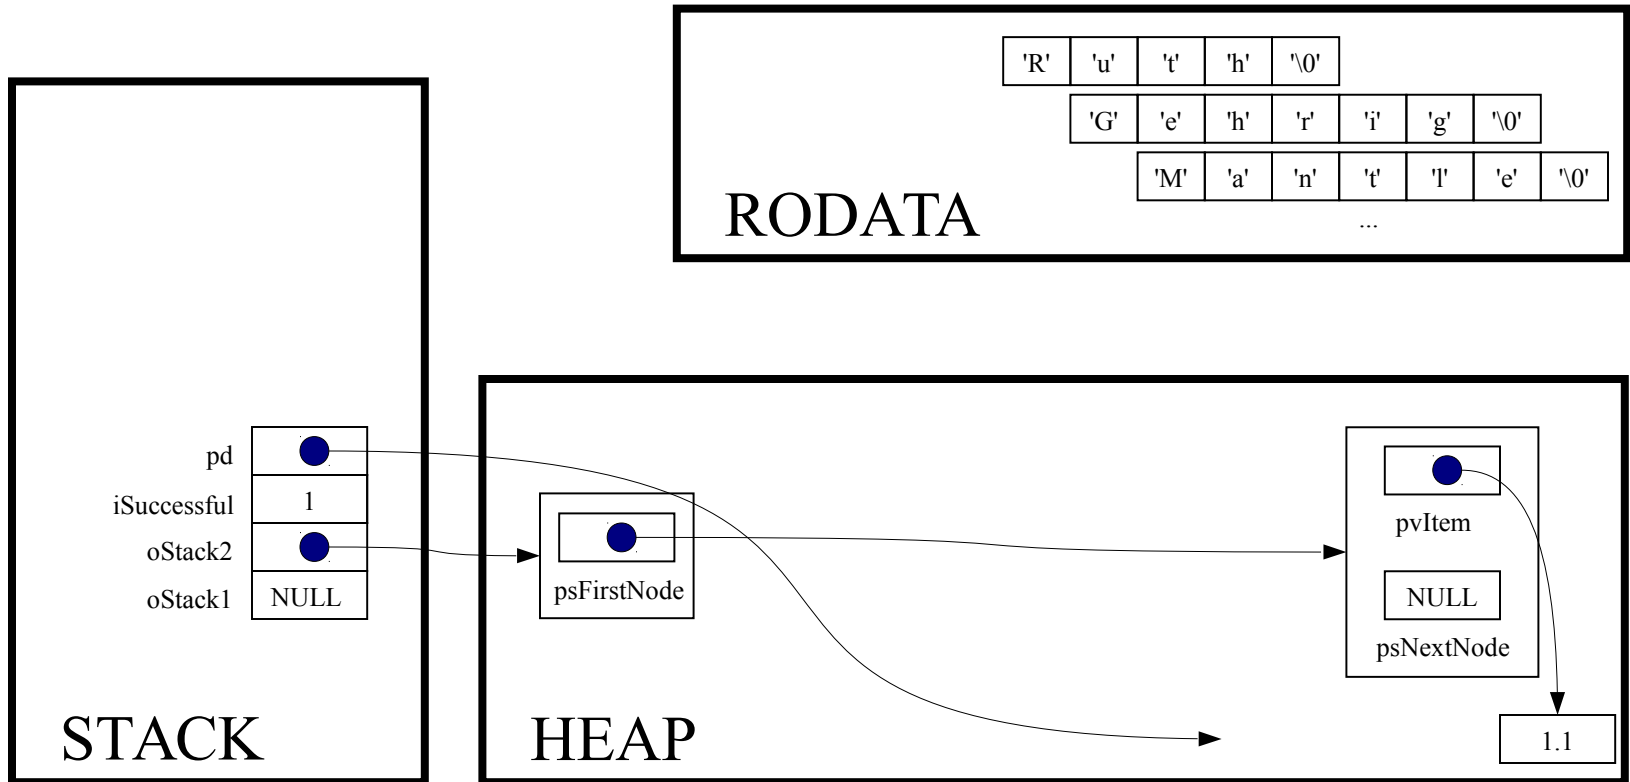 'R' 'u' 't' 'h' '\0'
'G' 'e' 'h' 'r' 'i' 'g' '\0'
'M' 'a' 'n' 't' 'l' 'e' '\0'
...
RODATA
pd
iSuccessful 1
oStack2
oStack1 NULL
STACK
psFirstNode
pvItem
NULL
psNextNode
1.1
HEAP